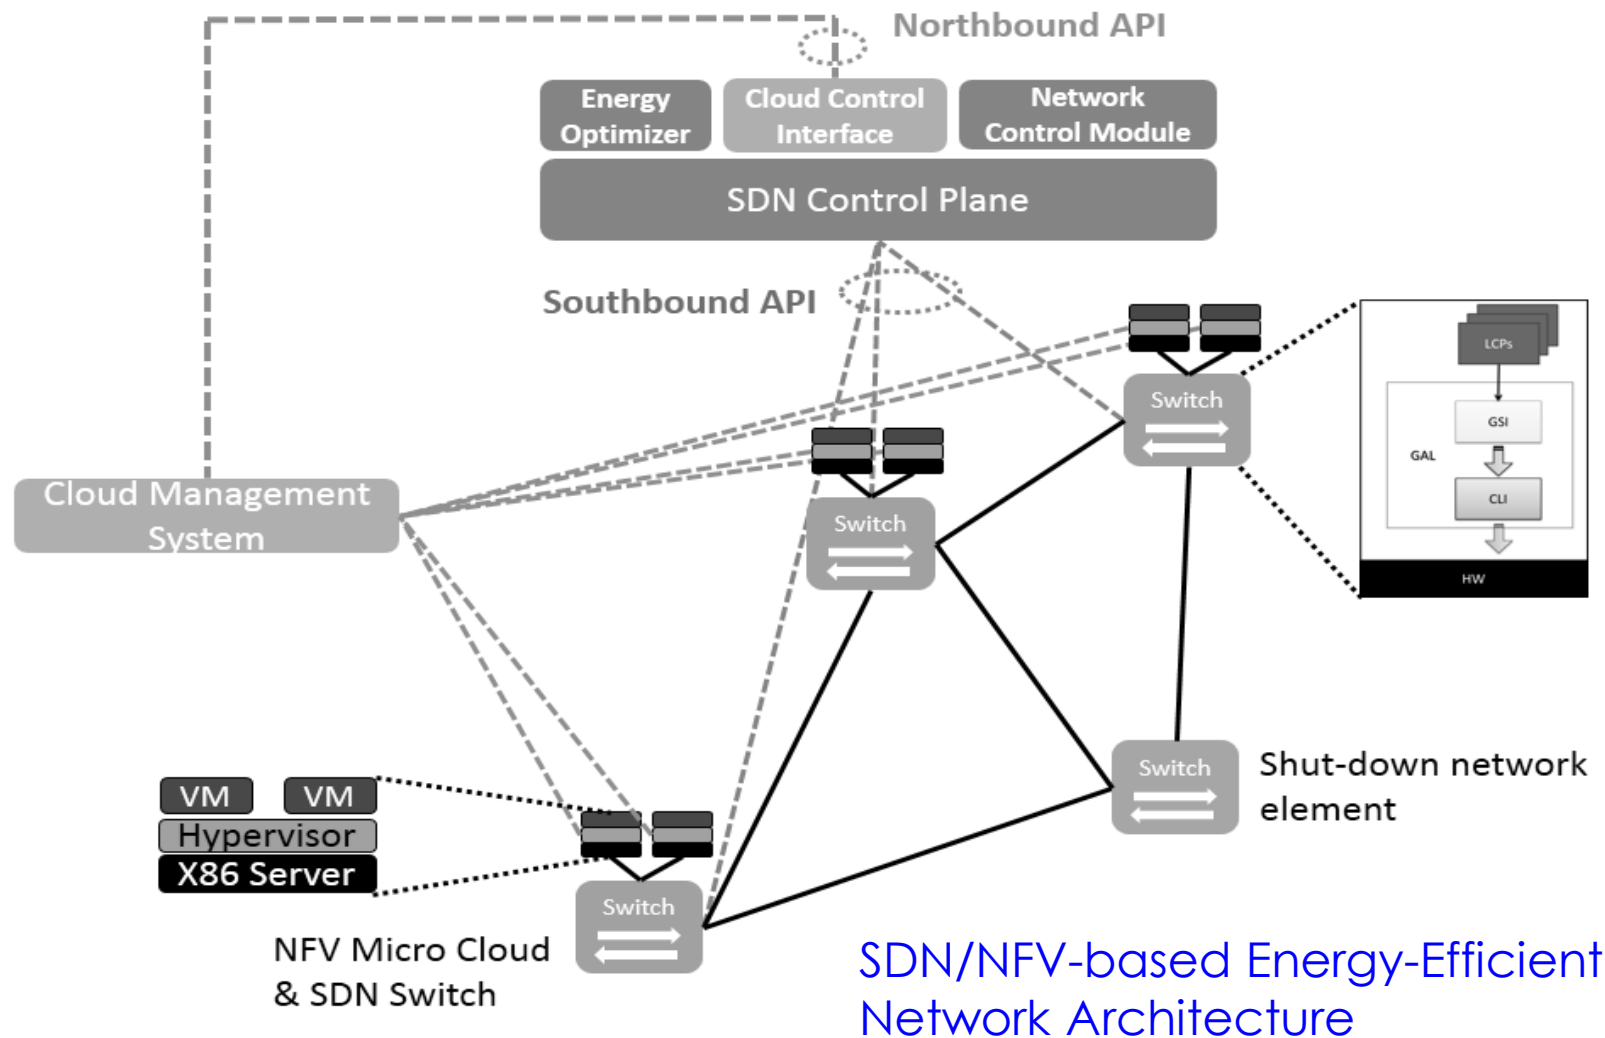 Northbound API
Energy
Optimizer
Cloud Control
Interface
Network
Control Module
SDN Control Plane
Southbound API
LCPs
Switch
GSI
GAL
CLI
HW
Cloud Management
System
Switch
Switch
Shut-down network
element
VM
VM
Hypervisor
X86 Server
Switch
NFV Micro Cloud
& SDN Switch
SDN/NFV-based Energy-Efficient
Network Architecture